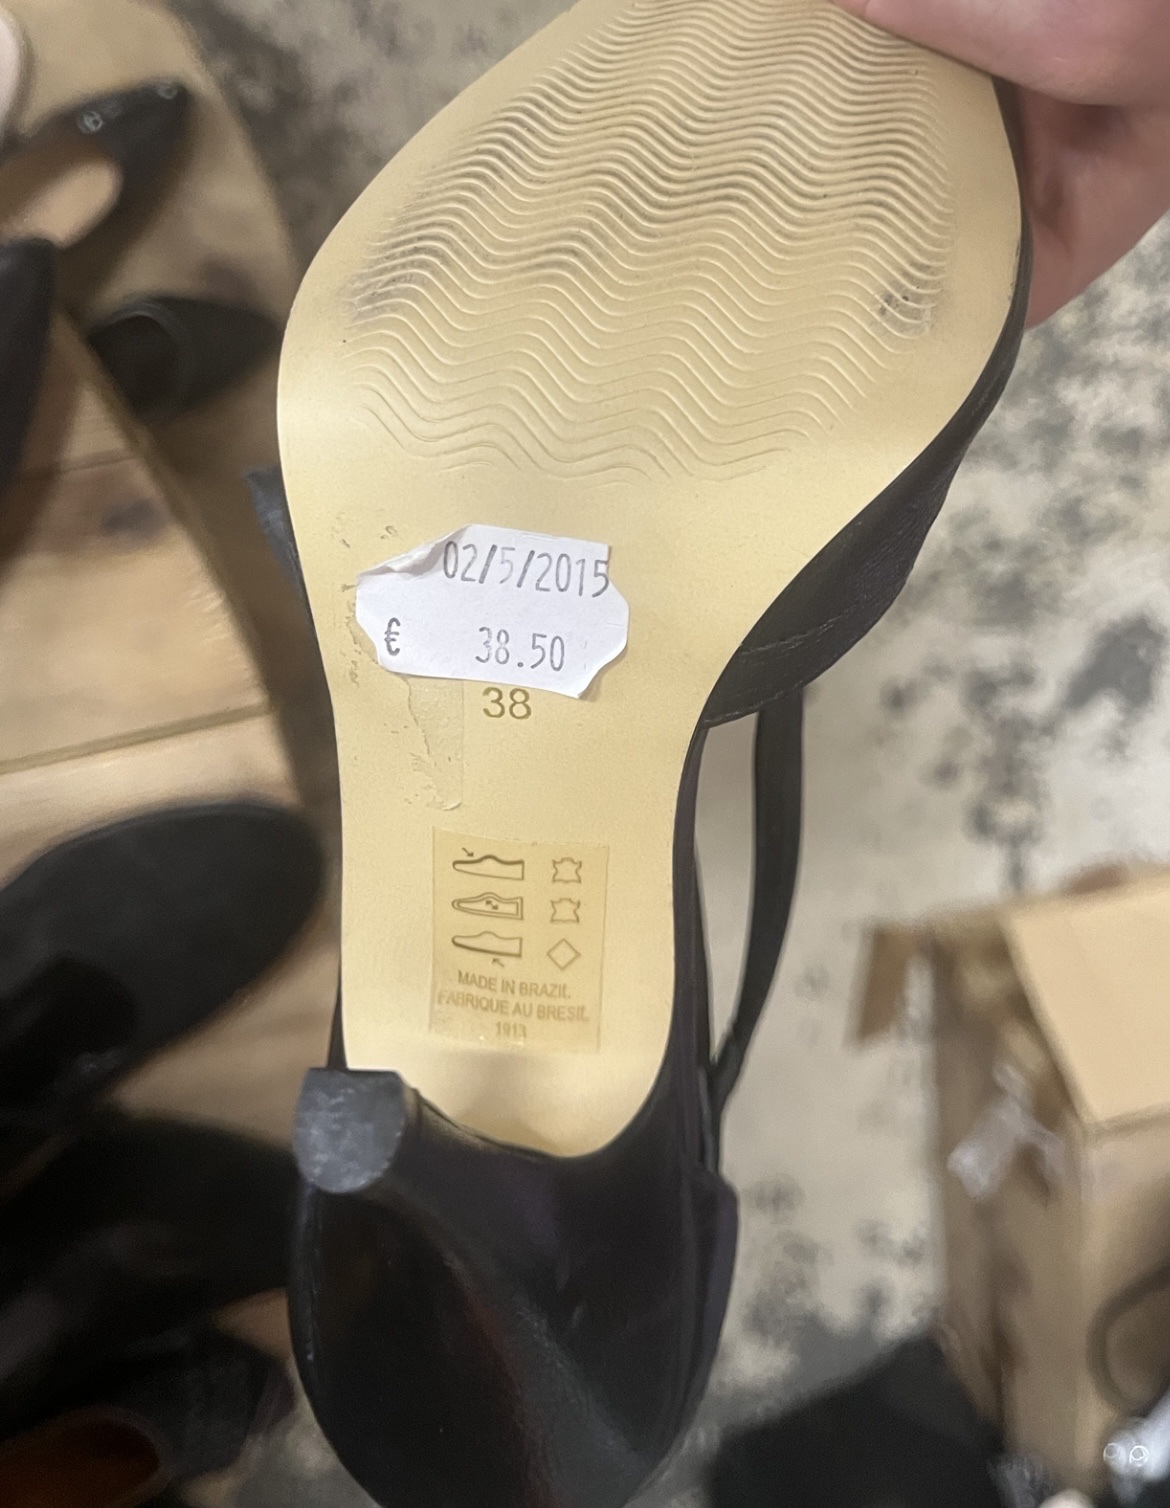 02/5/2015
€ 38.50
38
MADE IN BRAZIL
FABRIQUE AU BRESIL
1913